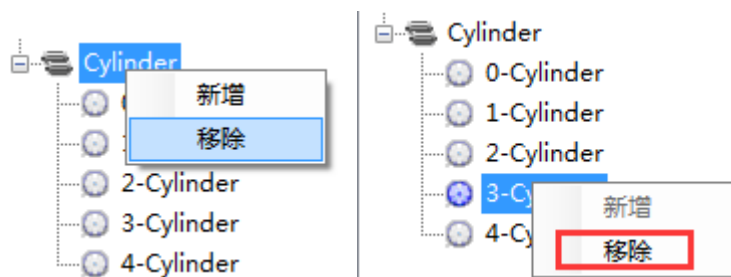 Cylinder
新增
移除
2-Cylinder
3-Cylinder
4-Cylinder
Cylinder
0-Cylinder
1-Cylinder
2-Cylinder
3-Cy
新增
4-Cy
移除